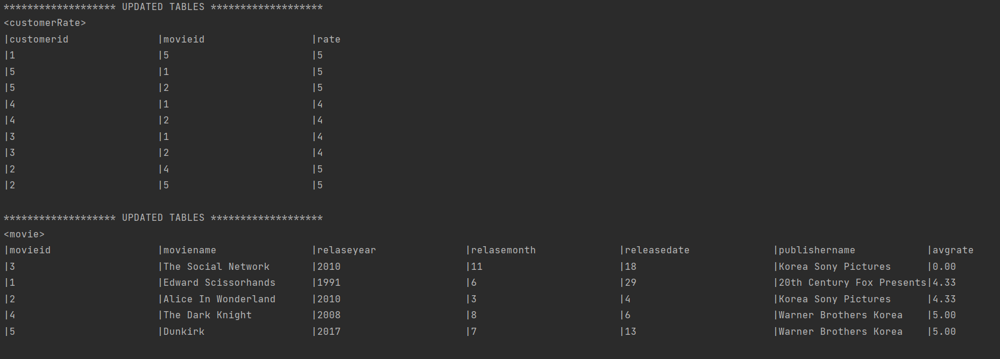 ******************* UPDATED TABLES *******************
<customerRate>
|customerid               |movieid                  |rate
|1                        |5                        |5
|5                        |1                        |5
|5                        |2                        |5
|4                        |1                        |4
|4                        |2                        |4
|3                        |1                        |4
|3                        |2                        |4
|2                        |4                        |5
|2                        |5                        |5
******************* UPDATED TABLES *******************
<movie>
|movieid                  |moviename                |relaseyear               |relasemonth              |releasedate              |publishername            |avgrate
|3                        |The Social Network       |2010                     |11                       |18                       |Korea Sony Pictures      |0.00
|1                        |Edward Scissorhands      |1991                     |6                        |29                       |20th Century Fox Presents|4.33
|2                        |Alice In Wonderland      |2010                     |3                        |4                        |Korea Sony Pictures      |4.33
|4                        |The Dark Knight          |2008                     |8                        |6                        |Warner Brothers Korea    |5.00
|5                        |Dunkirk                  |2017                     |7                        |13                       |Warner Brothers Korea    |5.00